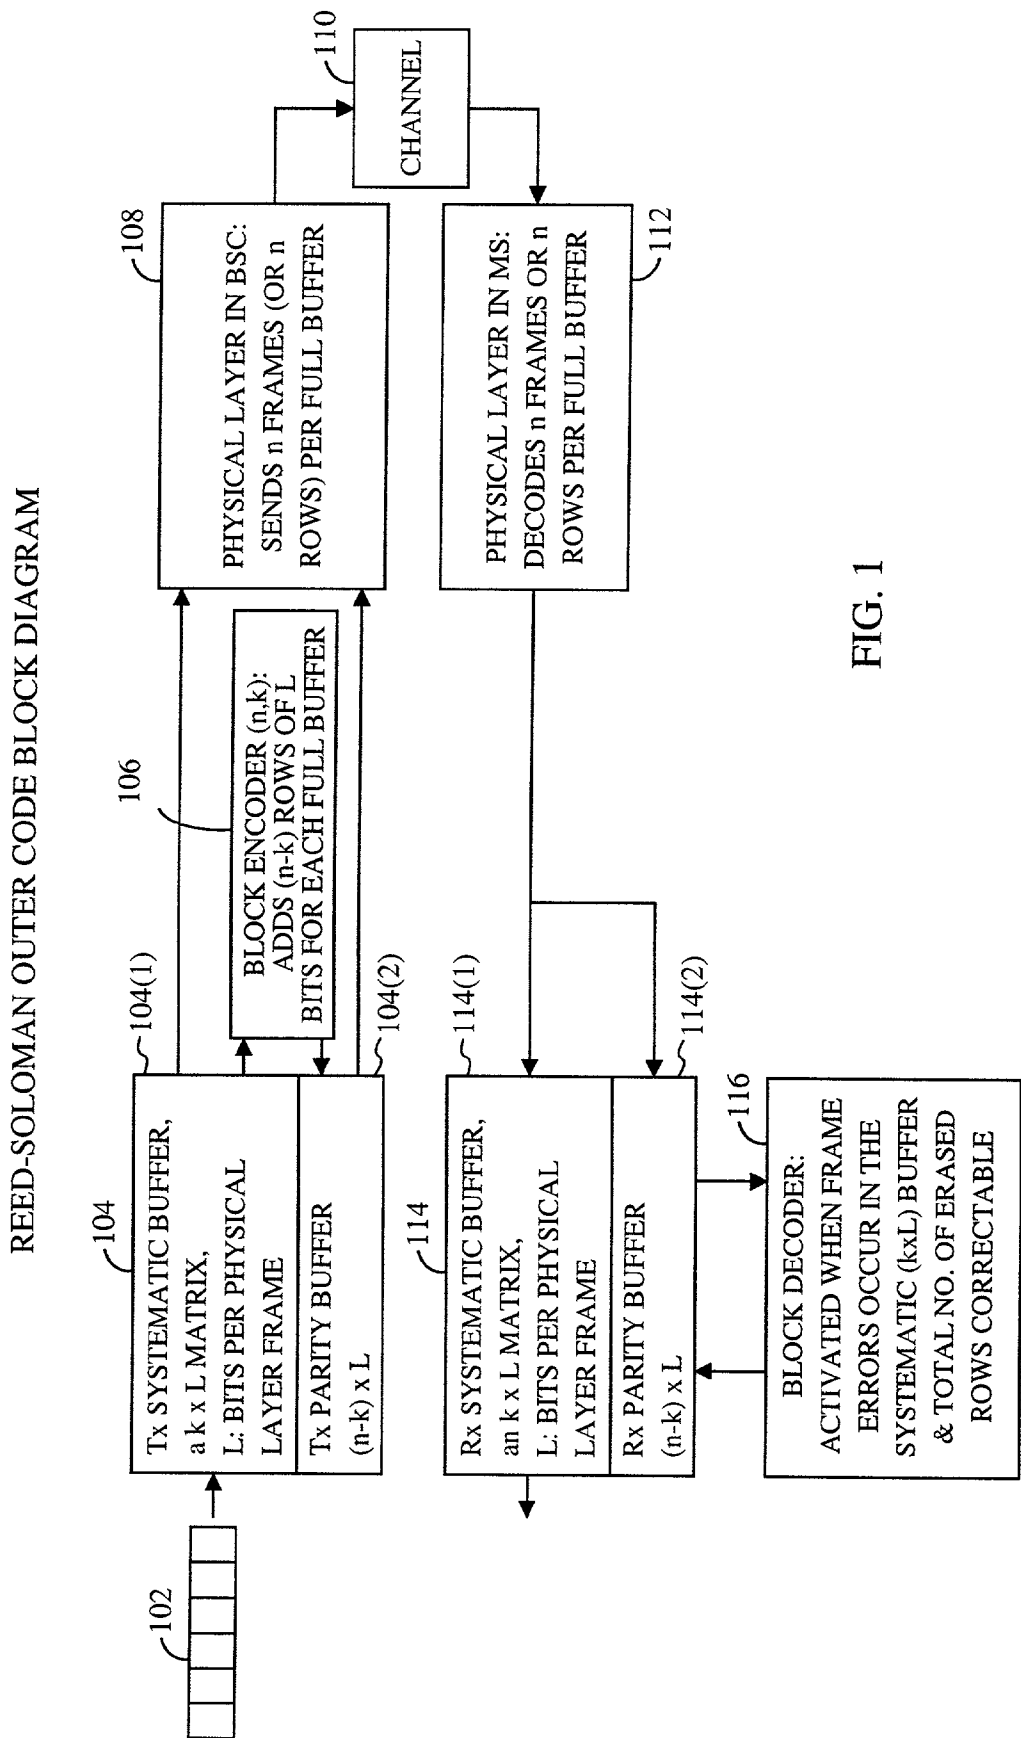 REED-SOLOMAN OUTER CODE BLOCK DIAGRAM
102
104
104(1)
Tx SYSTEMATIC BUFFER,
a k x L MATRIX,
L: BITS PER PHYSICAL
LAYER FRAME
Tx PARITY BUFFER
(n-k) x L
104(2)
106
BLOCK ENCODER (n,k):
ADDS (n-k) ROWS OF L
BITS FOR EACH FULL BUFFER
108
PHYSICAL LAYER IN BSC:
SENDS n FRAMES (OR n
ROWS) PER FULL BUFFER
110
CHANNEL
114
114(1)
Rx SYSTEMATIC BUFFER,
an k x L MATRIX,
L: BITS PER PHYSICAL
LAYER FRAME
Rx PARITY BUFFER
(n-k) x L
114(2)
PHYSICAL LAYER IN MS:
DECODES n FRAMES OR n
ROWS PER FULL BUFFER
112
116
BLOCK DECODER:
ACTIVATED WHEN FRAME
ERRORS OCCUR IN THE
SYSTEMATIC (kxL) BUFFER
& TOTAL NO. OF ERASED
ROWS CORRECTABLE
FIG. 1